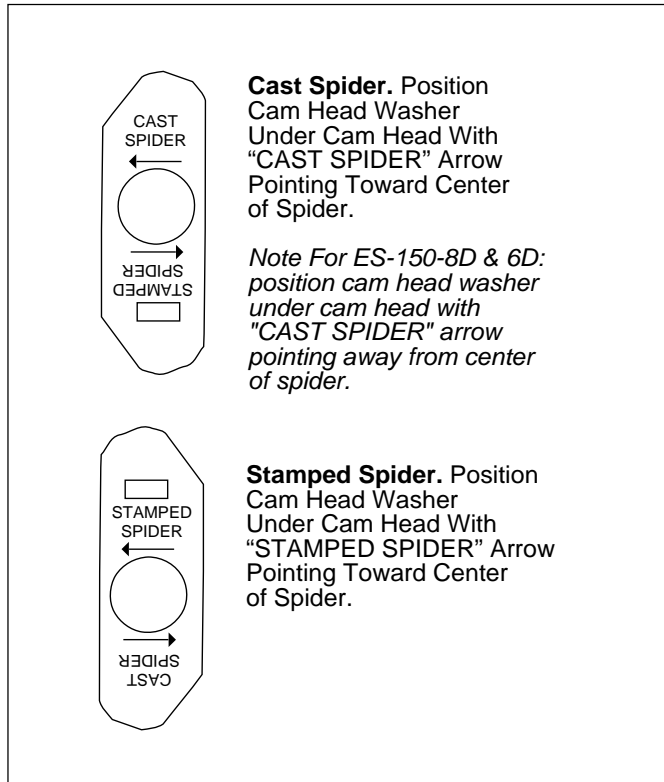 CAST
SPIDER
STAMPED
SPIDER
Cast Spider. Position
Cam Head Washer
Under Cam Head With
“CAST SPIDER” Arrow
Pointing Toward Center
of Spider.
Note For ES-150-8D & 6D:
position cam head washer
under cam head with
"CAST SPIDER" arrow
pointing away from center
of spider.
STAMPED
SPIDER
CAST
SPIDER
Stamped Spider. Position
Cam Head Washer
Under Cam Head With
“STAMPED SPIDER” Arrow
Pointing Toward Center
of Spider.